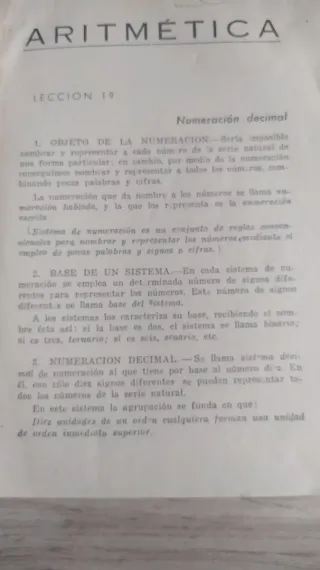 ARITMÉTICA
LECCION 1ª
Numeración decimal
1. OBJETO DE LA NUMERACION.—Sería imposible
nombrar y representar a cada número de la serie natural de
una forma particular; en cambio, por medio de la numeración
conseguimos nombrar y representar a todos los números, com-
binando pocas palabras y cifras.
La numeración que da nombre a los números se llama nu-
meración hablada, y la que los representa es la numeración
escrita
(Sistema de numeración es un conjunto de reglas conven-
cionales para nombrar y representar los números mediante el
empleo de pocas palabras y signos o cifras.)
2. BASE DE UN SISTEMA.—En cada sistema de nu-
meración se emplea un determinado número de signos dife-
rentes para representar los números. Este número de signos
diferentes se llama base del sistema.
A los sistemas los caracteriza su base, recibiendo el nom-
bre ésta así: si la base es dos, el sistema se llama binario;
si es tres, ternario; si es seis, senario, etc.
3. NUMERACION DECIMAL.—Se llama sistema deci-
mal de numeración al que tiene por base al número diez. En
él, con sólo diez signos diferentes se pueden representar to-
dos los números de la serie natural.
En este sistema la agrupación se funda en que:
Diez unidades de un orden cualquiera forman una unidad
de orden inmediato superior.